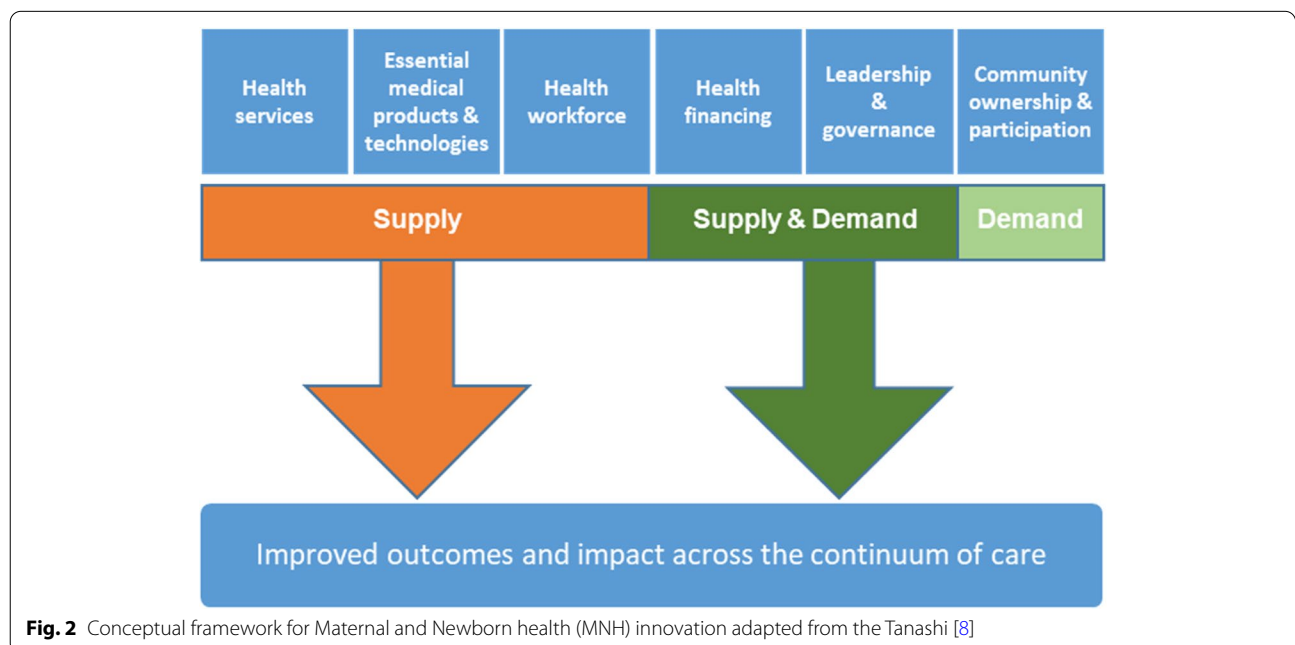 Health
services
Essential
medical
products &
technologies
Health
workforce
Health
financing
Leadership
&
governance
Community
ownership &
participation
Supply
Supply & Demand
Demand
Improved outcomes and impact across the continuum of care
Fig. 2 Conceptual framework for Maternal and Newborn health (MNH) innovation adapted from the Tanashi [8]